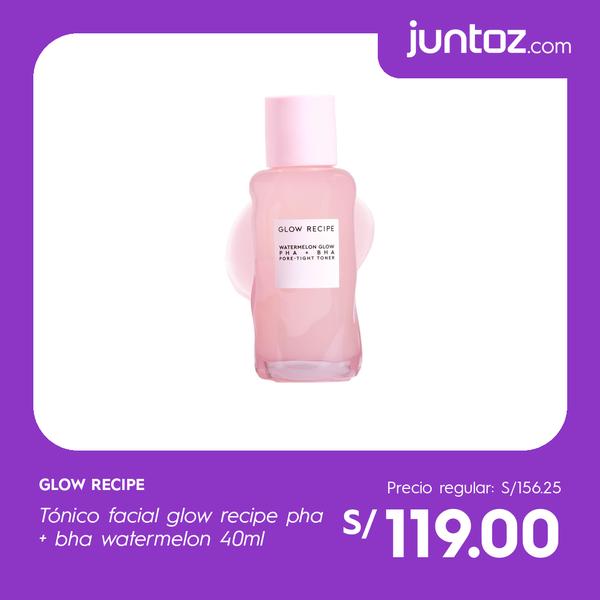 juntoz.com
GLOW RECIPE
WATERMELON GLOW
PHA + BHA
PORE-TIGHT TONER
GLOW RECIPE
Tónico facial glow recipe pha
+ bha watermelon 40ml
Precio regular: S/156.25
S/119.00